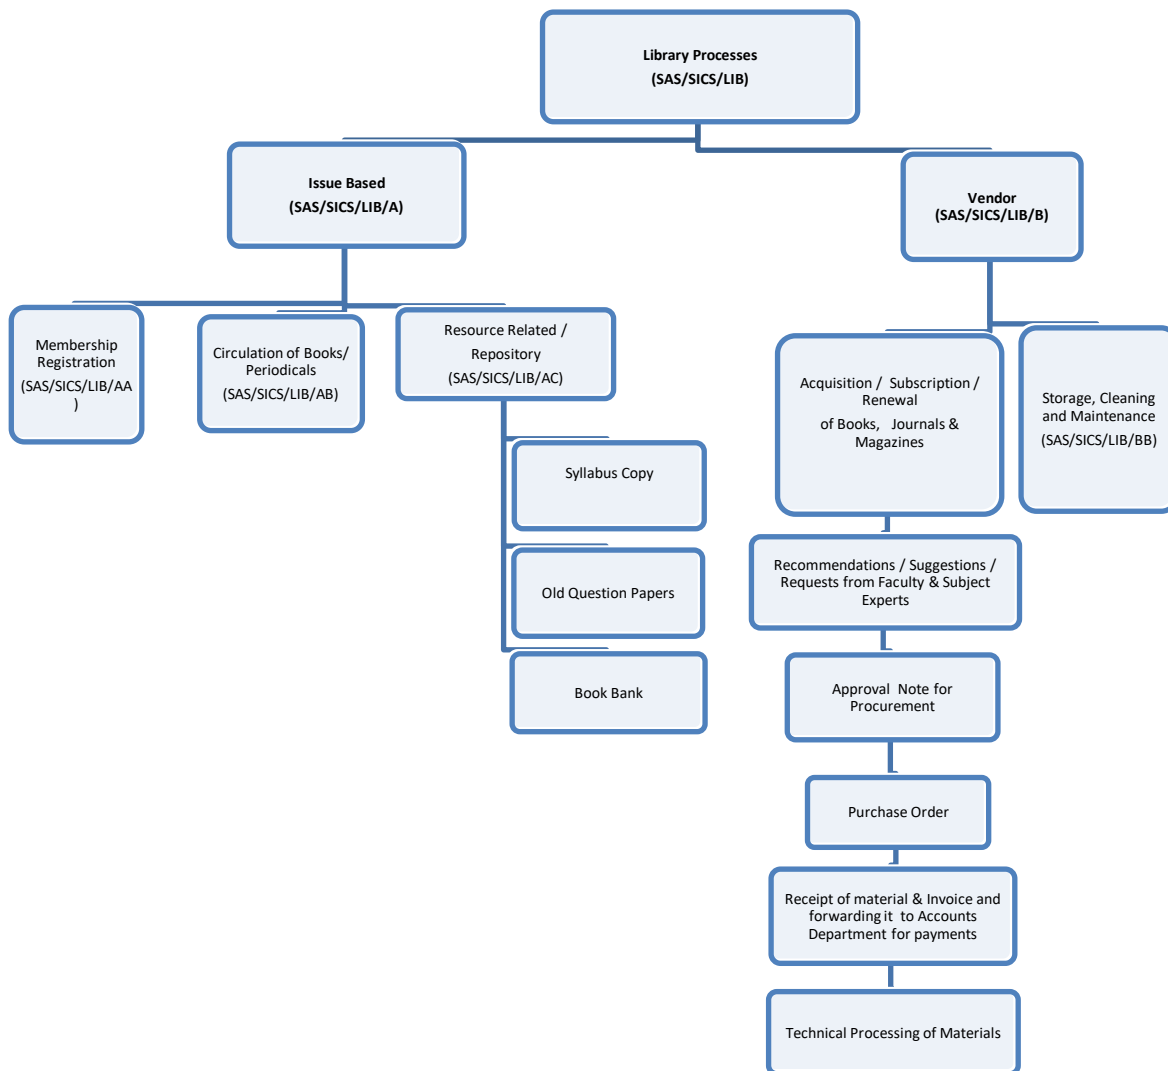 Library Processes
(SAS/SICS/LIB)
Issue Based
(SAS/SICS/LIB/A)
Vendor
(SAS/SICS/LIB/B)
Membership
Registration
(SAS/SICS/LIB/AA
)
Circulation of Books/
Periodicals
(SAS/SICS/LIB/AB)
Resource Related /
Repository
(SAS/SICS/LIB/AC)
Acquisition / Subscription /
Renewal
of Books, Journals &
Magazines
Storage, Cleaning
and Maintenance
(SAS/SICS/LIB/BB)
Syllabus Copy
Old Question Papers
Book Bank
Recommendations / Suggestions /
Requests from Faculty & Subject
Experts
Approval Note for
Procurement
Purchase Order
Receipt of material & Invoice and
forwarding it to Accounts
Department for payments
Technical Processing of Materials